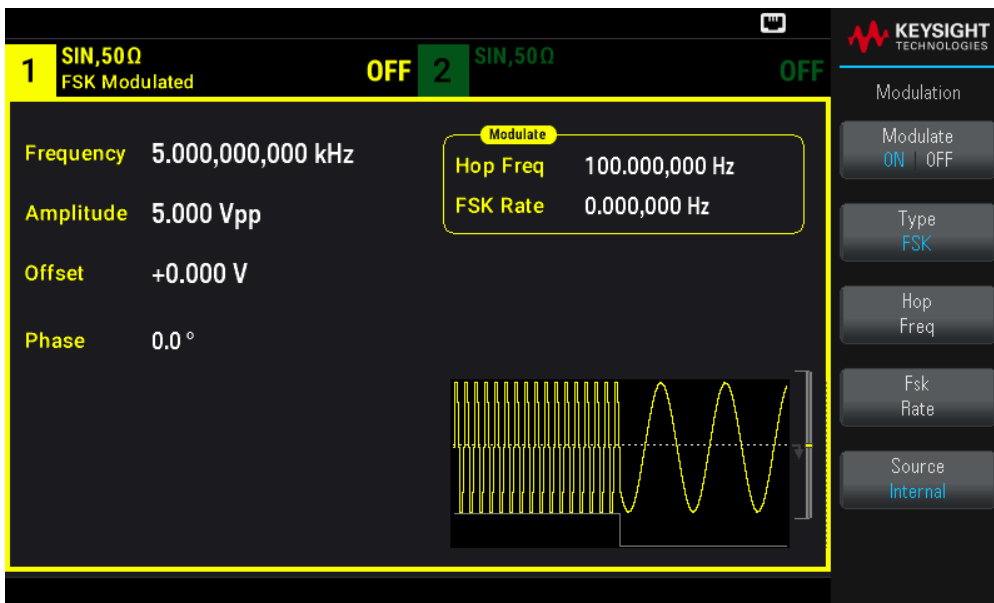 KEYSIGHT
TECHNOLOGIES
1 SIN,50Ω
FSK Modulated
OFF
2 SIN,50Ω
OFF
Modulation
Frequency 5.000,000,000 kHz
Amplitude 5.000 Vpp
Offset +0.000 V
Phase 0.0 °
Modulate
Hop Freq 100.000,000 Hz
FSK Rate 0.000,000 Hz
Modulate
ON | OFF
Type
FSK
Hop
Freq
Fsk
Rate
Source
Internal